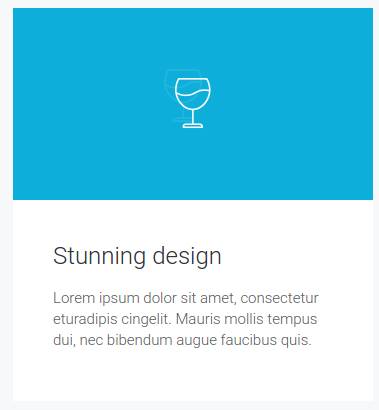 Stunning design
Lorem ipsum dolor sit amet, consectetur
eturadipis cingelit. Mauris mollis tempus
dui, nec bibendum augue faucibus quis.